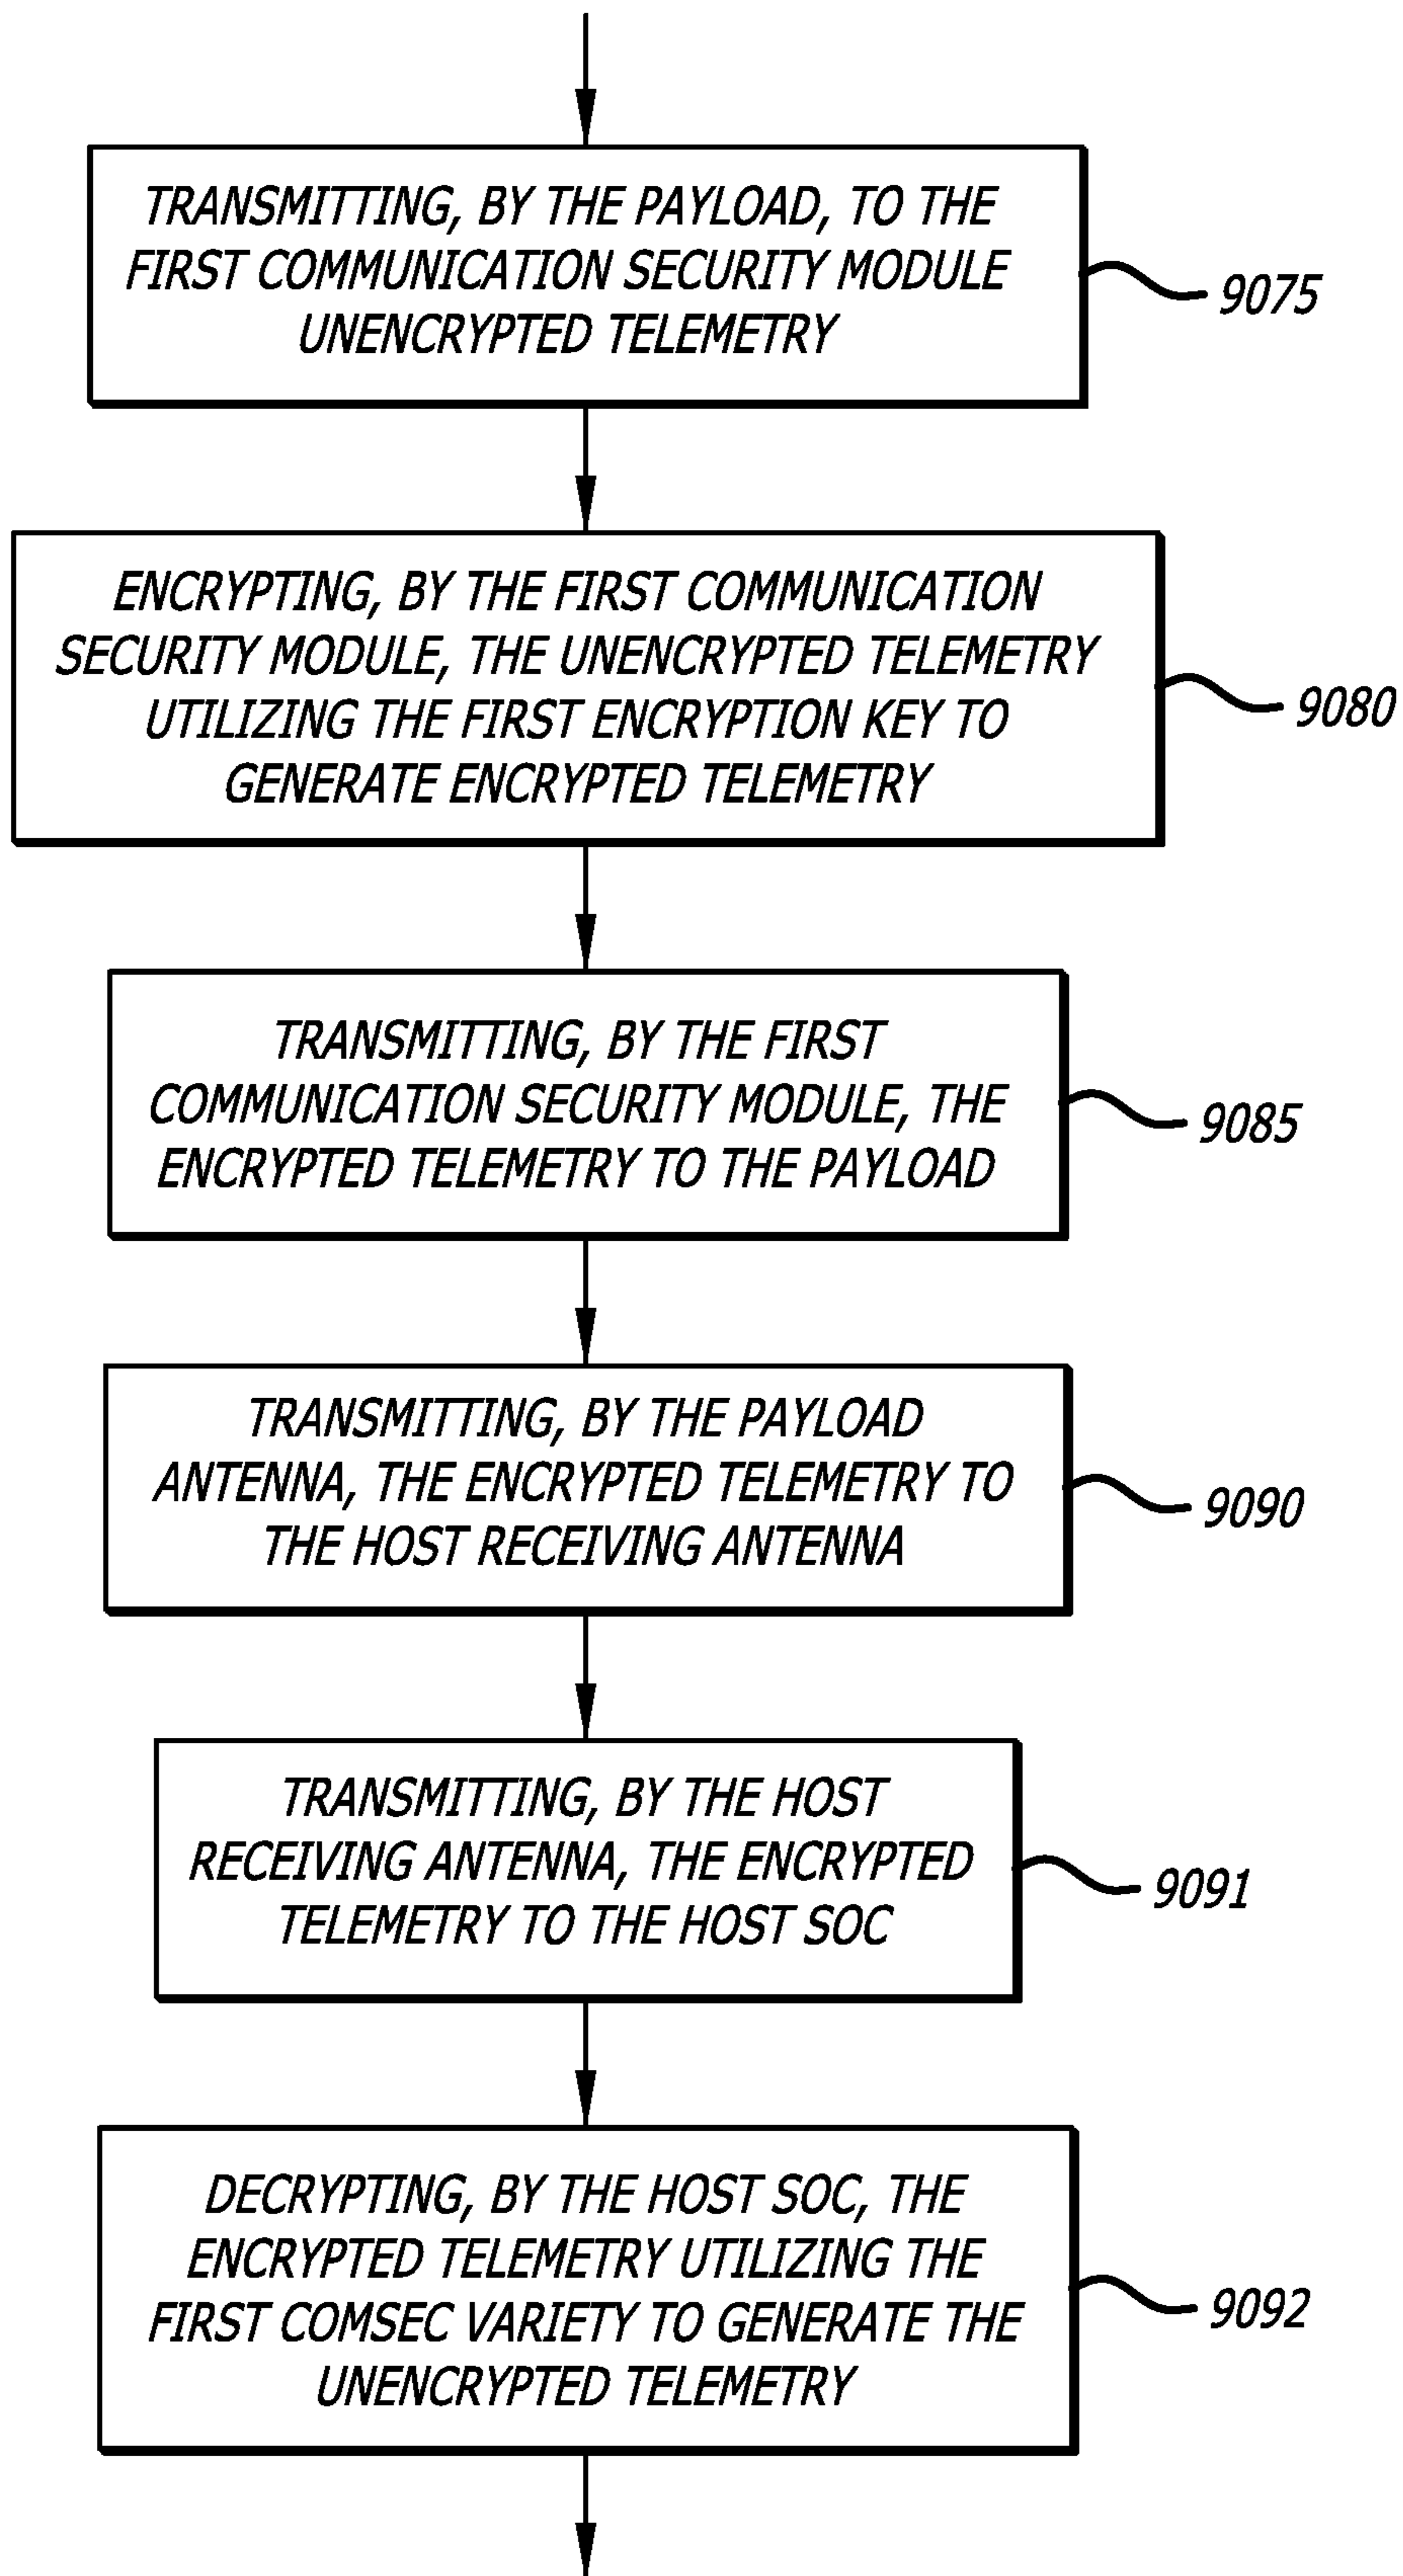 TRANSMITTING, BY THE PAYLOAD, TO THE
FIRST COMMUNICATION SECURITY MODULE
UNENCRYPTED TELEMETRY
9075
ENCRYPTING, BY THE FIRST COMMUNICATION
SECURITY MODULE, THE UNENCRYPTED TELEMETRY
UTILIZING THE FIRST ENCRYPTION KEY TO
GENERATE ENCRYPTED TELEMETRY
9080
TRANSMITTING, BY THE FIRST
COMMUNICATION SECURITY MODULE, THE
ENCRYPTED TELEMETRY TO THE PAYLOAD
9085
TRANSMITTING, BY THE PAYLOAD
ANTENNA, THE ENCRYPTED TELEMETRY TO
THE HOST RECEIVING ANTENNA
9090
TRANSMITTING, BY THE HOST
RECEIVING ANTENNA, THE ENCRYPTED
TELEMETRY TO THE HOST SOC
9091
DECRYPTING, BY THE HOST SOC, THE
ENCRYPTED TELEMETRY UTILIZING THE
FIRST COMSEC VARIETY TO GENERATE THE
UNENCRYPTED TELEMETRY
9092